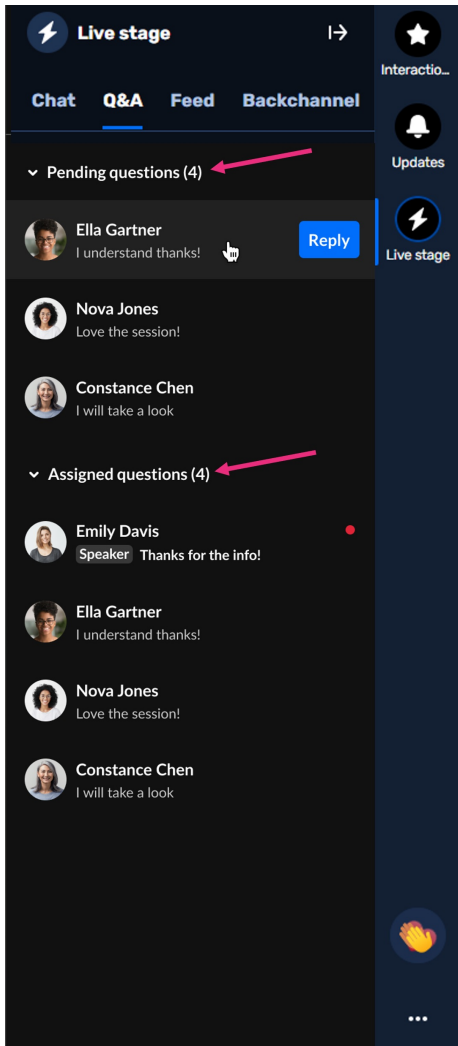 Live stage
Chat Q&A Feed Backchannel
Pending questions (4)
Ella Gartner
I understand thanks!
Reply
Nova Jones
Love the session!
Constance Chen
I will take a look
Assigned questions (4)
Emily Davis
Speaker Thanks for the info!
Ella Gartner
I understand thanks!
Nova Jones
Love the session!
Constance Chen
I will take a look
Interactio...
Updates
Live stage